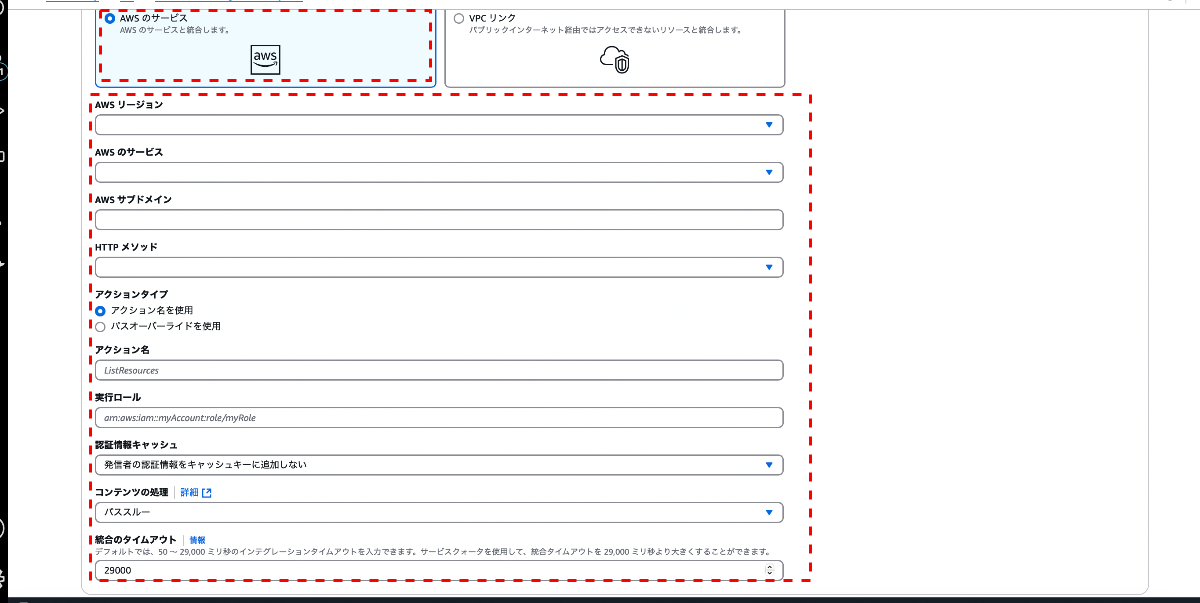 AWS のサービス
AWS のサービスと統合します。
aws
VPC リンク
パブリックインターネット経由ではアクセスできないリソースと統合します。
AWS リージョン
AWS のサービス
AWS サブドメイン
HTTP メソッド
アクションタイプ
アクション名を使用
パスオーバーライドを使用
アクション名
ListResources
実行ロール
arn:aws:iam::myAccount:role/myRole
認証情報キャッシュ
発信者の認証情報をキャッシュキーに追加しない
コンテンツの処理 詳細
パススルー
統合のタイムアウト 情報
デフォルトでは、50 ～ 29,000 ミリ秒のインテグレーションタイムアウトを入力できます。サービスクォータを使用して、統合タイムアウトを 29,000 ミリ秒より大きくすることができます。
29000